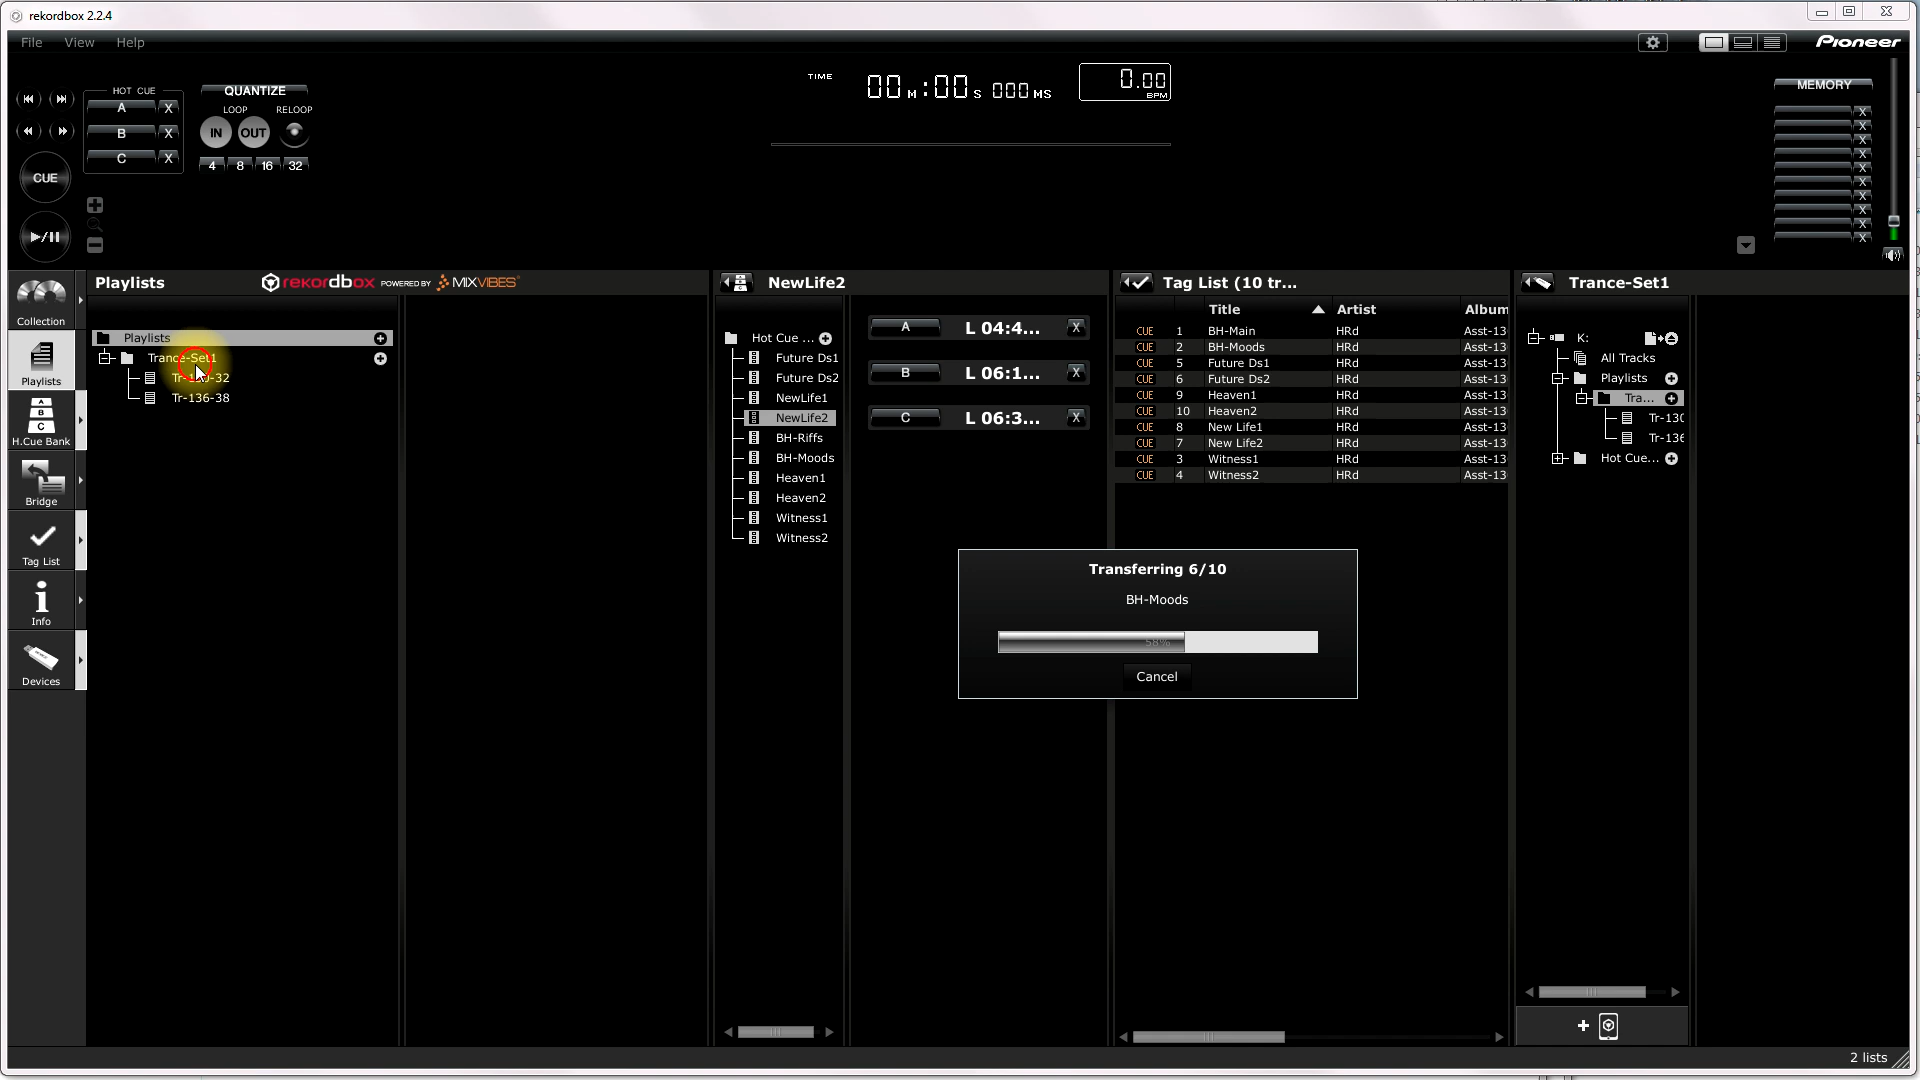 rekordbox 2.2.4
File View Help
Pioneer
HOT CUE
A X
B X
C X
QUANTIZE
LOOP RELOOP
IN OUT
4 8 16 32
CUE
TIME
00 M:00 S 000 MS
0.00
BPM
MEMORY
X
X
X
X
X
X
X
X
X
X
Collection
Playlists
A
B
C
H.Cue Bank
Bridge
Tag List
Info
Devices
Playlists
rekordbox POWERED BY MIXVIBES
Playlists
Trance-Set1
Tr-136-38
NewLife2
Hot Cue ...
Future Ds1
Future Ds2
NewLife1
NewLife2
BH-Riffs
BH-Moods
Heaven1
Heaven2
Witness1
Witness2
A L 04:4... X
B L 06:1... X
C L 06:3... X
Tag List (10 tr...
Title Artist Album
CUE 1 BH-Main HRd Asst-13
CUE 2 BH-Moods HRd Asst-13
CUE 5 Future Ds1 HRd Asst-13
CUE 6 Future Ds2 HRd Asst-13
CUE 9 Heaven1 HRd Asst-13
CUE 10 Heaven2 HRd Asst-13
CUE 8 New Life1 HRd Asst-13
CUE 7 New Life2 HRd Asst-13
CUE 3 Witness1 HRd Asst-13
CUE 4 Witness2 HRd Asst-13
Transferring 6/10
BH-Moods
58%
Cancel
Trance-Set1
K:
All Tracks
Playlists
Tra...
Tr-130
Tr-136
Hot Cue...
2 lists